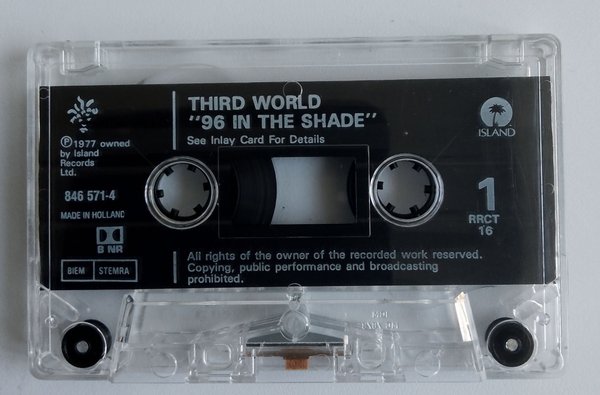 THIRD WORLD
"96 IN THE SHADE"
See Inlay Card For Details
ISLAND
Ⓟ1977 owned
by Island
Records
Ltd.
846 571-4
MADE IN HOLLAND
B NR
BIEM STEMRA
1
RRCT
16
All rights of the owner of the recorded work reserved.
Copying, public performance and broadcasting
prohibited.